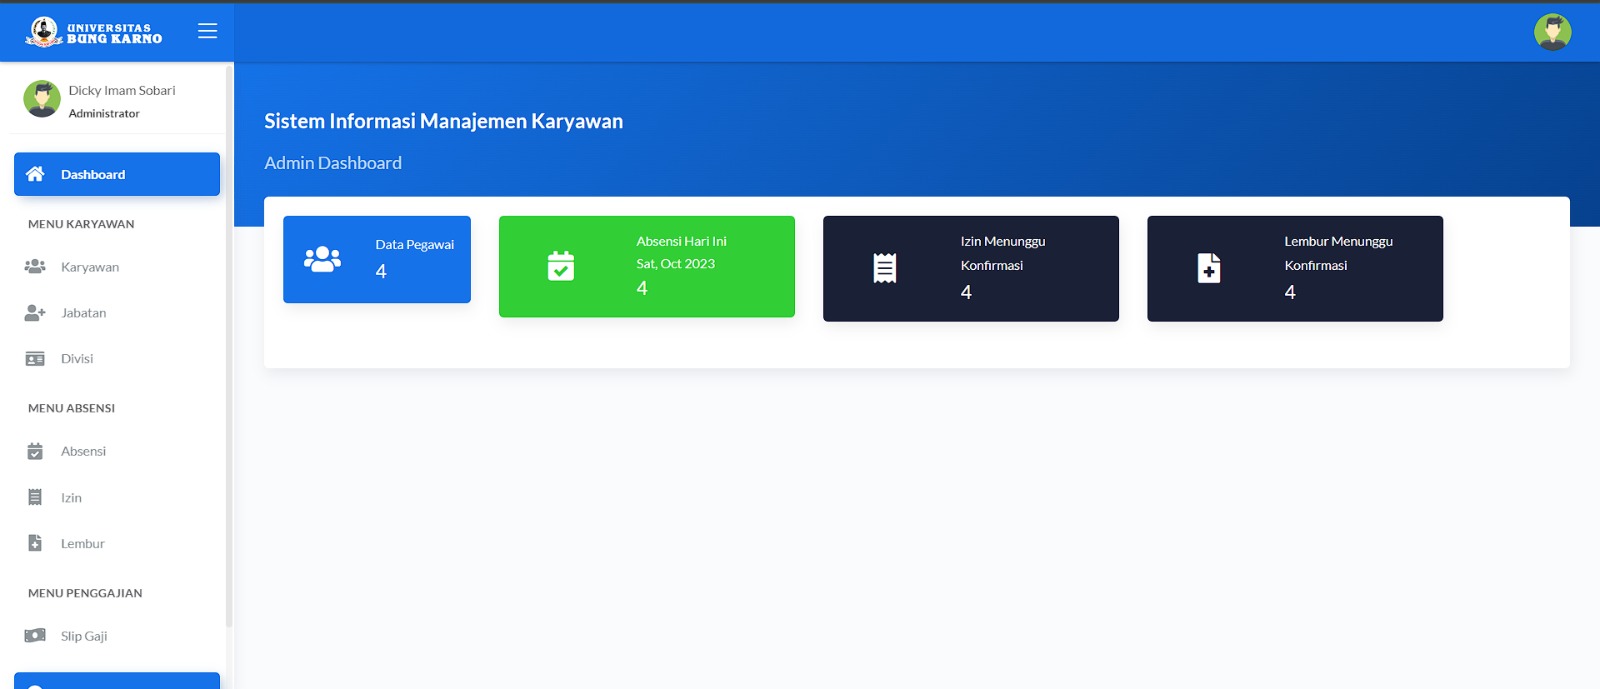 UNIVERSITAS
BUNG KARNO
Dicky Imam Sobari
Administrator
Dashboard
MENU KARYAWAN
Karyawan
Jabatan
Divisi
MENU ABSENSI
Absensi
Izin
Lembur
MENU PENGGAJIAN
Slip Gaji
Sistem Informasi Manajemen Karyawan
Admin Dashboard
Data Pegawai
4
Absensi Hari Ini
Sat, Oct 2023
4
Izin Menunggu
Konfirmasi
4
Lembur Menunggu
Konfirmasi
4